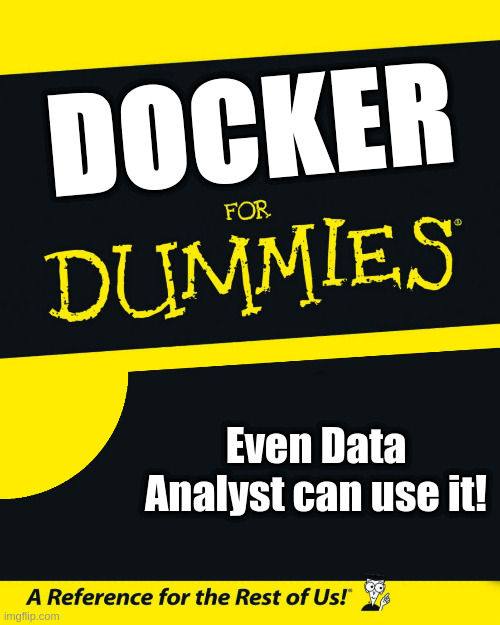 DOCKER
FOR
DUMMIES®
Even Data
Analyst can use it!
A Reference for the Rest of Us!®
imgflip.com